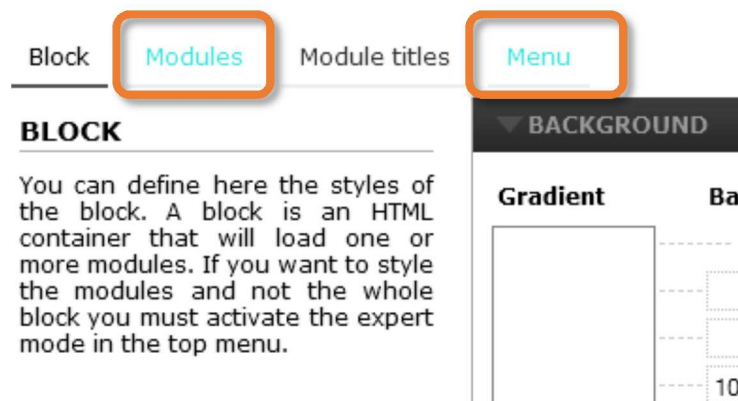 Block Modules Module titles Menu
BLOCK
You can define here the styles of
the block. A block is an HTML
container that will load one or
more modules. If you want to style
the modules and not the whole
block you must activate the expert
mode in the top menu.
BACKGROUND
Gradient Ba
10